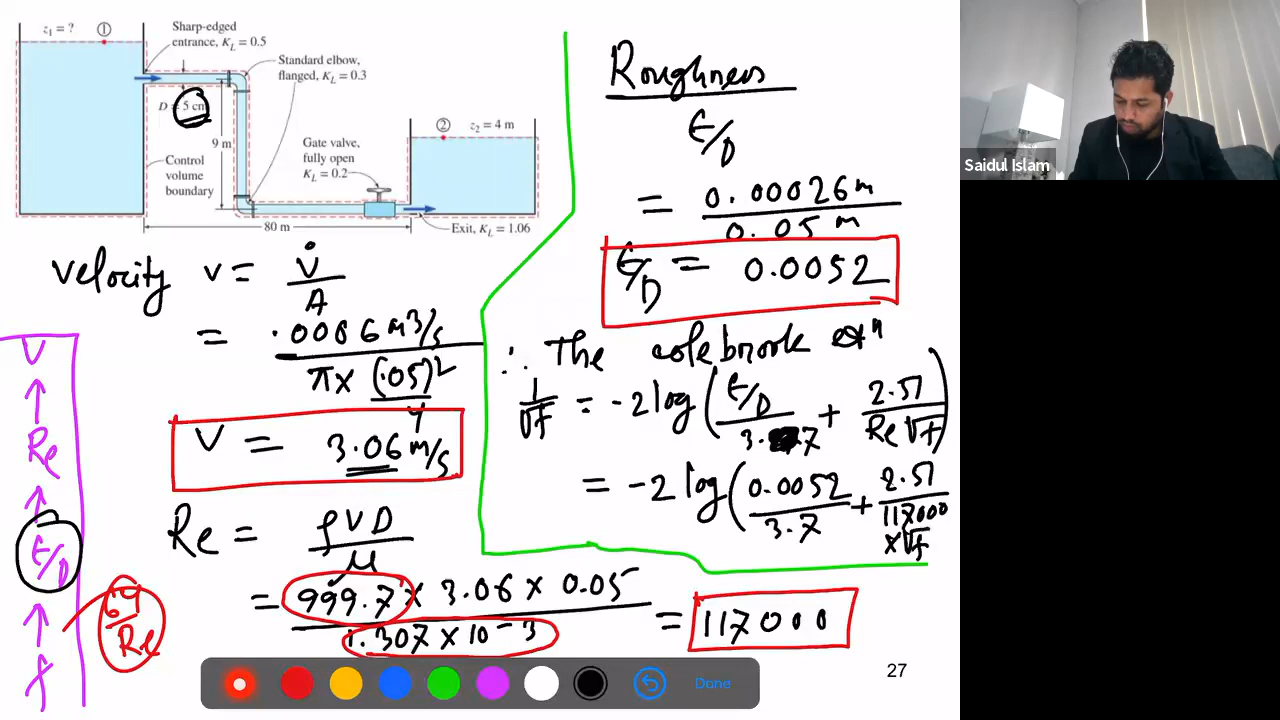 z₁ = ?
①
Sharp-edged
entrance, K_L = 0.5
Standard elbow,
flanged, K_L = 0.3
D = 5 cm
9 m
Control
volume
boundary
Gate valve,
fully open
K_L = 0.2
②
z₂ = 4 m
80 m
Exit, K_L = 1.06
Velocity v = V̇/A
= .0006 m³/s / π × (.05)²/4
V = 3.06 m/s
Re = ρVD/μ
= 999.7 × 3.06 × 0.05 / 1.307 × 10⁻³ = 117000
V
↑
Re
↑
ε/D
↑
f
64/Re
Roughness
ε/D
= 0.00026 m / 0.05 m
ε/D = 0.0052
∴ The colebrook eqⁿ
1/√f = -2 log (ε/D / 3.7 + 2.51 / Re √f)
= -2 log (0.0052 / 3.7 + 2.51 / 117000 × √f)
Done
27
Saidul Islam